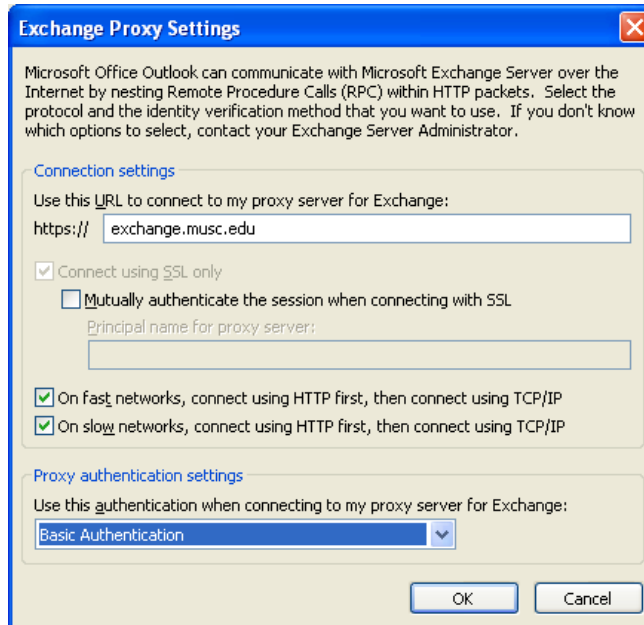 Exchange Proxy Settings
Microsoft Office Outlook can communicate with Microsoft Exchange Server over the
Internet by nesting Remote Procedure Calls (RPC) within HTTP packets. Select the
protocol and the identity verification method that you want to use. If you don't know
which options to select, contact your Exchange Server Administrator.
Connection settings
Use this URL to connect to my proxy server for Exchange:
https:// exchange.musc.edu
Connect using SSL only
Mutually authenticate the session when connecting with SSL
Principal name for proxy server:
On fast networks, connect using HTTP first, then connect using TCP/IP
On slow networks, connect using HTTP first, then connect using TCP/IP
Proxy authentication settings
Use this authentication when connecting to my proxy server for Exchange:
Basic Authentication
OK Cancel